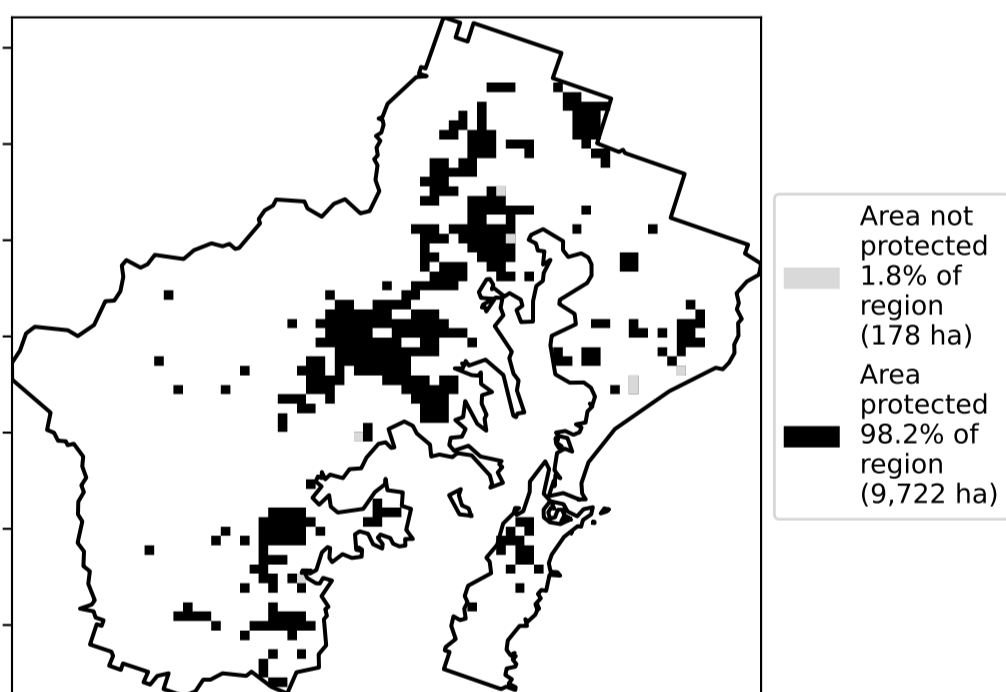 Area not
protected
1.8% of
region
(178 ha)
Area
protected
98.2% of
region
(9,722 ha)